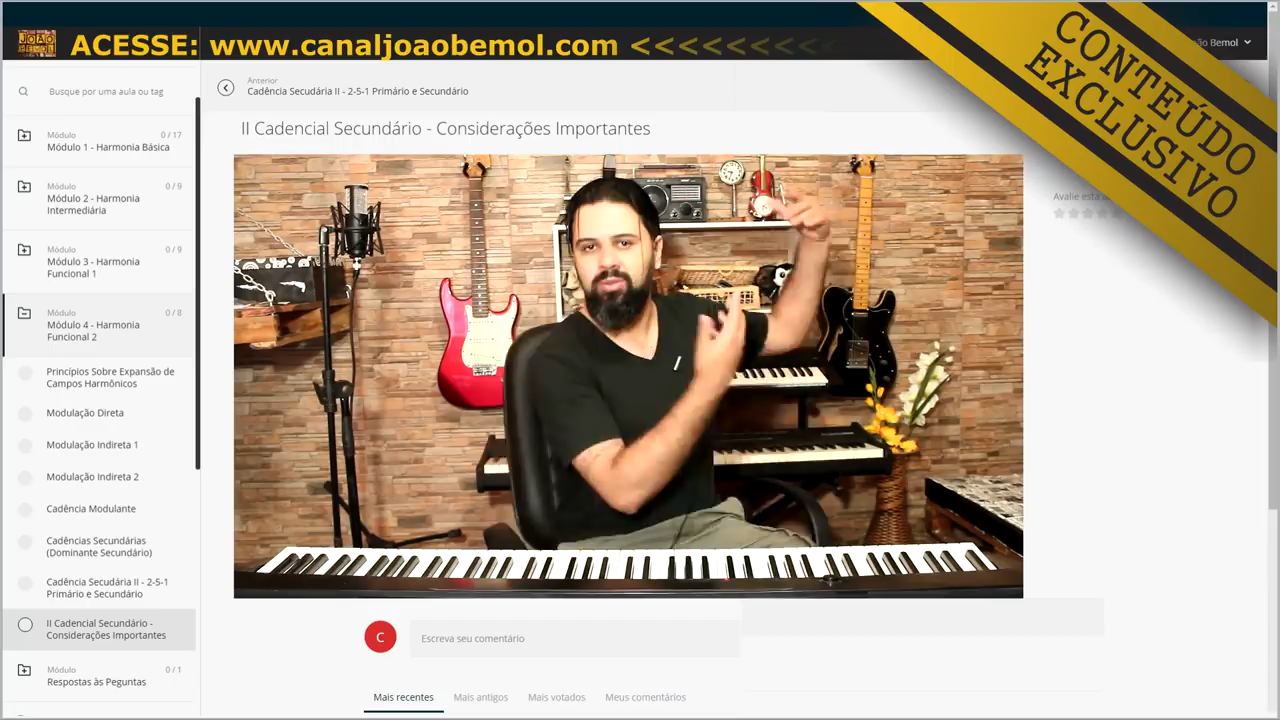 JOÃO
BEMOL
ACESSE: www.canaljoaobemol.com <<<<<<<<
Bemol
CONTEÚDO
EXCLUSIVO
Busque por uma aula ou tag
Anterior
Cadência Secudária II - 2-5-1 Primário e Secundário
II Cadencial Secundário - Considerações Importantes
Avalie esta
Módulo 0 / 17
Módulo 1 - Harmonia Básica
Módulo 0 / 9
Módulo 2 - Harmonia
Intermediária
Módulo 0 / 9
Módulo 3 - Harmonia
Funcional 1
Módulo 0 / 8
Módulo 4 - Harmonia
Funcional 2
Princípios Sobre Expansão de
Campos Harmônicos
Modulação Direta
Modulação Indireta 1
Modulação Indireta 2
Cadência Modulante
Cadências Secundárias
(Dominante Secundário)
Cadência Secudária II - 2-5-1
Primário e Secundário
II Cadencial Secundário -
Considerações Importantes
Módulo 0 / 1
Respostas às Peguntas
C
Escreva seu comentário
Mais recentes Mais antigos Mais votados Meus comentários